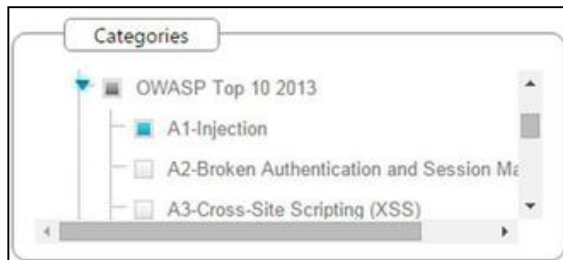 Categories
OWASP Top 10 2013
A1-Injection
A2-Broken Authentication and Session Ma
A3-Cross-Site Scripting (XSS)